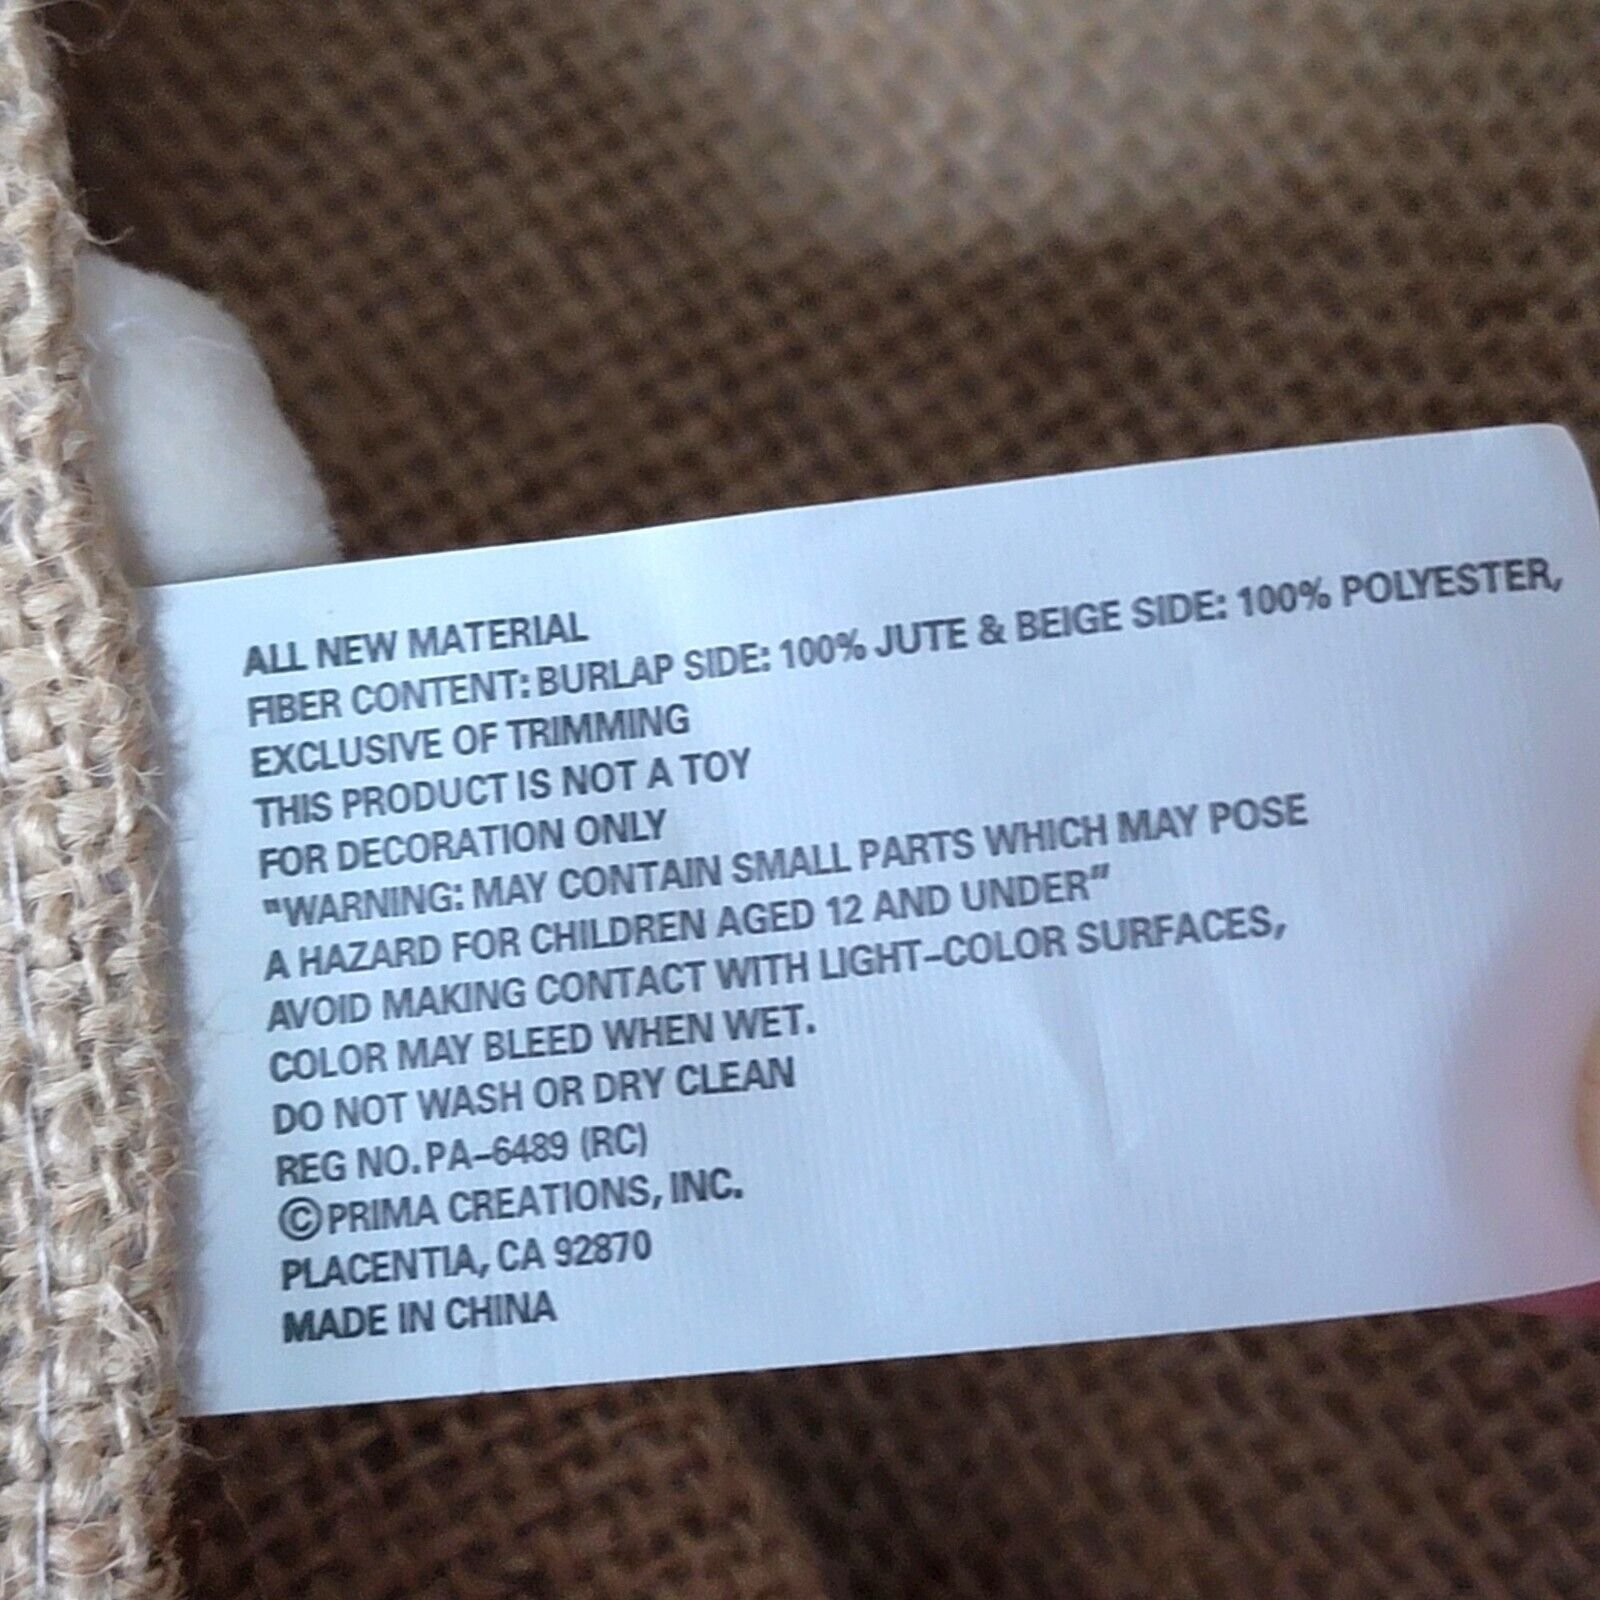 ALL NEW MATERIAL
FIBER CONTENT: BURLAP SIDE: 100% JUTE & BEIGE SIDE: 100% POLYESTER,
EXCLUSIVE OF TRIMMING
THIS PRODUCT IS NOT A TOY
FOR DECORATION ONLY
"WARNING: MAY CONTAIN SMALL PARTS WHICH MAY POSE
A HAZARD FOR CHILDREN AGED 12 AND UNDER"
AVOID MAKING CONTACT WITH LIGHT-COLOR SURFACES,
COLOR MAY BLEED WHEN WET.
DO NOT WASH OR DRY CLEAN
REG NO. PA-6489 (RC)
©PRIMA CREATIONS, INC.
PLACENTIA, CA 92870
MADE IN CHINA